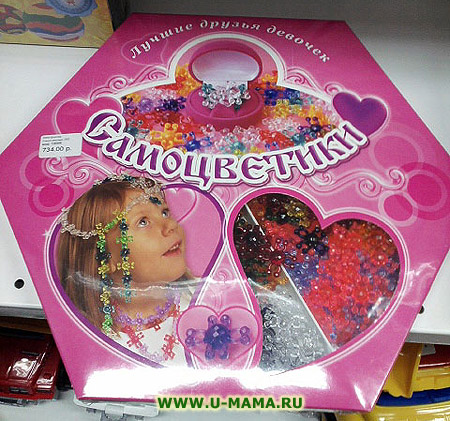 Лучшие друзья девочек
Самоцветики
734.00 р.
WWW.U-MAMA.RU